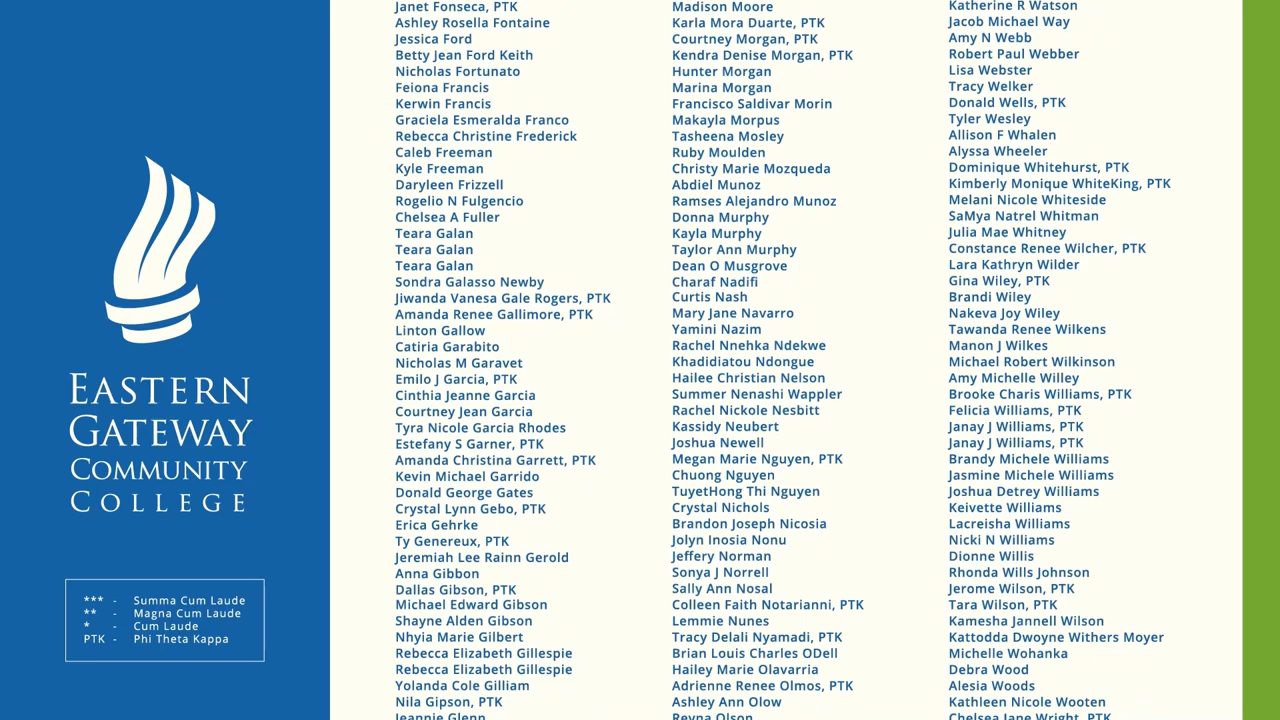 EASTERN
GATEWAY
COMMUNITY
COLLEGE
*** - Summa Cum Laude
** - Magna Cum Laude
* - Cum Laude
PTK - Phi Theta Kappa
Janet Fonseca, PTK
Ashley Rosella Fontaine
Jessica Ford
Betty Jean Ford Keith
Nicholas Fortunato
Feiona Francis
Kerwin Francis
Graciela Esmeralda Franco
Rebecca Christine Frederick
Caleb Freeman
Kyle Freeman
Daryleen Frizzell
Rogelio N Fulgencio
Chelsea A Fuller
Teara Galan
Teara Galan
Teara Galan
Sondra Galasso Newby
Jiwanda Vanesa Gale Rogers, PTK
Amanda Renee Gallimore, PTK
Linton Gallow
Catiria Garabito
Nicholas M Garavet
Emilo J Garcia, PTK
Cinthia Jeanne Garcia
Courtney Jean Garcia
Tyra Nicole Garcia Rhodes
Estefany S Garner, PTK
Amanda Christina Garrett, PTK
Kevin Michael Garrido
Donald George Gates
Crystal Lynn Gebo, PTK
Erica Gehrke
Ty Genereux, PTK
Jeremiah Lee Rainn Gerold
Anna Gibbon
Dallas Gibson, PTK
Michael Edward Gibson
Shayne Alden Gibson
Nhyia Marie Gilbert
Rebecca Elizabeth Gillespie
Rebecca Elizabeth Gillespie
Yolanda Cole Gilliam
Nila Gipson, PTK
Jeannie Glenn
Madison Moore
Karla Mora Duarte, PTK
Courtney Morgan, PTK
Kendra Denise Morgan, PTK
Hunter Morgan
Marina Morgan
Francisco Saldivar Morin
Makayla Morpus
Tasheena Mosley
Ruby Moulden
Christy Marie Mozqueda
Abdiel Munoz
Ramses Alejandro Munoz
Donna Murphy
Kayla Murphy
Taylor Ann Murphy
Dean O Musgrove
Charaf Nadifi
Curtis Nash
Mary Jane Navarro
Yamini Nazim
Rachel Nnehka Ndekwe
Khadidiatou Ndongue
Hailee Christian Nelson
Summer Nenashi Wappler
Rachel Nickole Nesbitt
Kassidy Neubert
Joshua Newell
Megan Marie Nguyen, PTK
Chuong Nguyen
TuyetHong Thi Nguyen
Crystal Nichols
Brandon Joseph Nicosia
Jolyn Inosia Nonu
Jeffery Norman
Sonya J Norrell
Sally Ann Nosal
Colleen Faith Notarianni, PTK
Lemmie Nunes
Tracy Delali Nyamadi, PTK
Brian Louis Charles ODell
Hailey Marie Olavarria
Adrienne Renee Olmos, PTK
Ashley Ann Olow
Reyna Olson
Katherine R Watson
Jacob Michael Way
Amy N Webb
Robert Paul Webber
Lisa Webster
Tracy Welker
Donald Wells, PTK
Tyler Wesley
Allison F Whalen
Alyssa Wheeler
Dominique Whitehurst, PTK
Kimberly Monique WhiteKing, PTK
Melani Nicole Whiteside
SaMya Natrel Whitman
Julia Mae Whitney
Constance Renee Wilcher, PTK
Lara Kathryn Wilder
Gina Wiley, PTK
Brandi Wiley
Nakeva Joy Wiley
Tawanda Renee Wilkens
Manon J Wilkes
Michael Robert Wilkinson
Amy Michelle Willey
Brooke Charis Williams, PTK
Felicia Williams, PTK
Janay J Williams, PTK
Janay J Williams, PTK
Brandy Michele Williams
Jasmine Michele Williams
Joshua Detrey Williams
Keivette Williams
Lacreisha Williams
Nicki N Williams
Dionne Willis
Rhonda Wills Johnson
Jerome Wilson, PTK
Tara Wilson, PTK
Kamesha Jannell Wilson
Kattodda Dwoyne Withers Moyer
Michelle Wohanka
Debra Wood
Alesia Woods
Kathleen Nicole Wooten
Chelsea Jane Wright, PTK